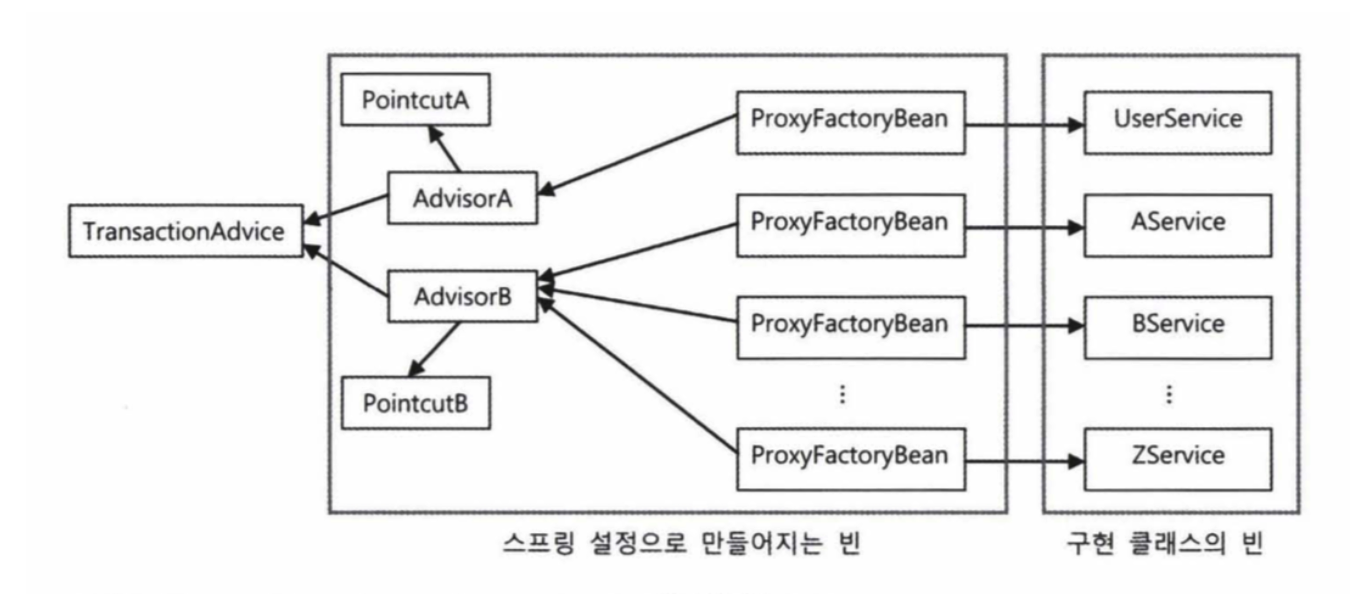 PointcutA
ProxyFactoryBean
UserService
AdvisorA
TransactionAdvice
ProxyFactoryBean
AService
AdvisorB
ProxyFactoryBean
BService
PointcutB
ProxyFactoryBean
ZService
스프링 설정으로 만들어지는 빈
구현 클래스의 빈